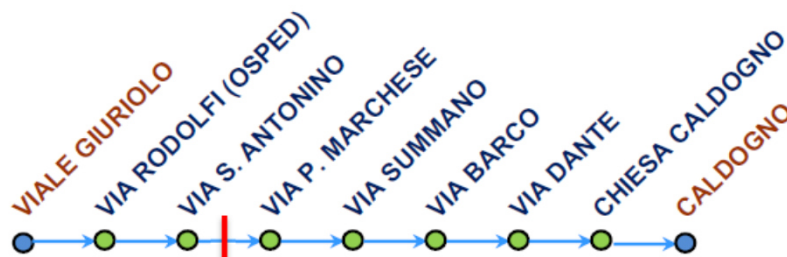 VIALE GIURIOLO
VIA RODOLFI (OSPED)
VIA S. ANTONINO
VIA P. MARCHESE
VIA SUMMANO
VIA BARCO
VIA DANTE
CHIESA CALDOGNO
CALDOGNO